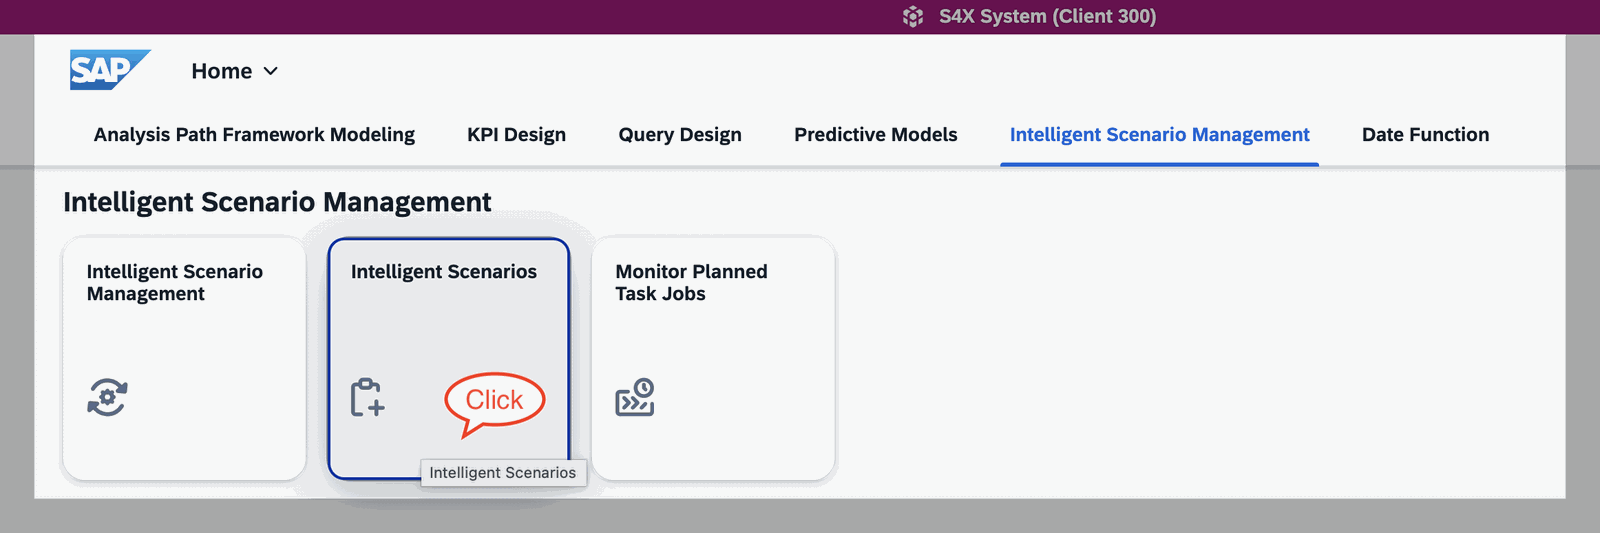 S4X System (Client 300)
SAP
Home
Analysis Path Framework Modeling
KPI Design
Query Design
Predictive Models
Intelligent Scenario Management
Date Function
Intelligent Scenario Management
Intelligent Scenario
Management
Intelligent Scenarios
Click
Intelligent Scenarios
Monitor Planned
Task Jobs